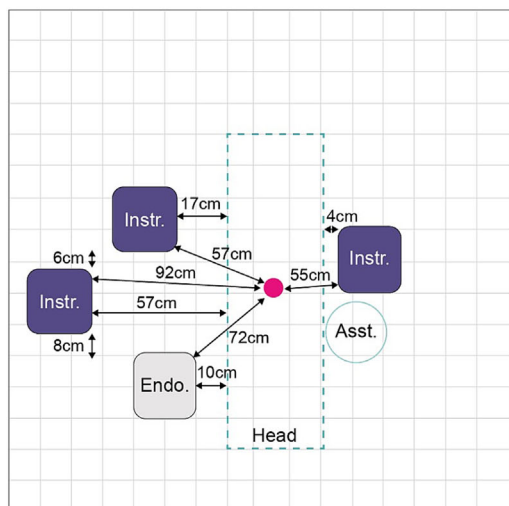 17cm
Instr.
4cm
57cm
Instr.
6cm
92cm
55cm
Instr.
57cm
72cm
Asst.
8cm
10cm
Endo.
Head